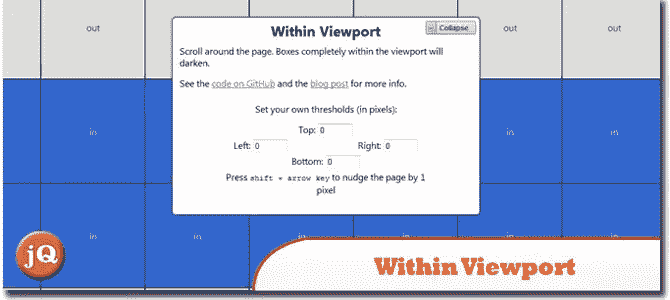 out out out out out
Within Viewport
Collapse
Scroll around the page. Boxes completely within the viewport will
darken.
See the code on GitHub and the blog post for more info.
Set your own thresholds (in pixels):
Top: 0
Left: 0 Right: 0
Bottom: 0
Press shift + arrow key to nudge the page by 1
pixel
in in in
in in in in
jQ
Within Viewport